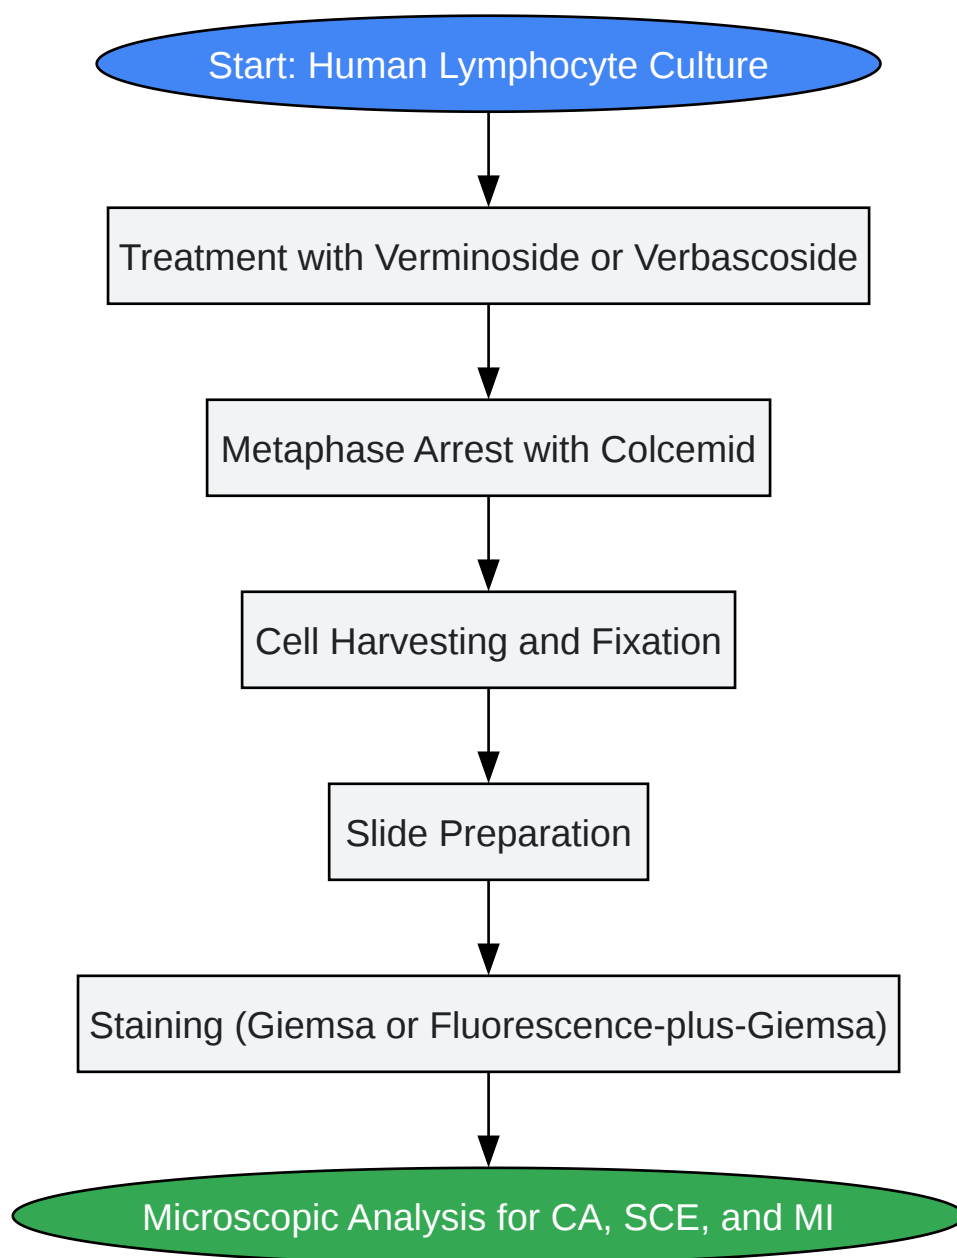 Start: Human Lymphocyte Culture
Treatment with Verminoside or Verbascoside
Metaphase Arrest with Colcemid
Cell Harvesting and Fixation
Slide Preparation
Staining (Giemsa or Fluorescence-plus-Giemsa)
Microscopic Analysis for CA, SCE, and MI